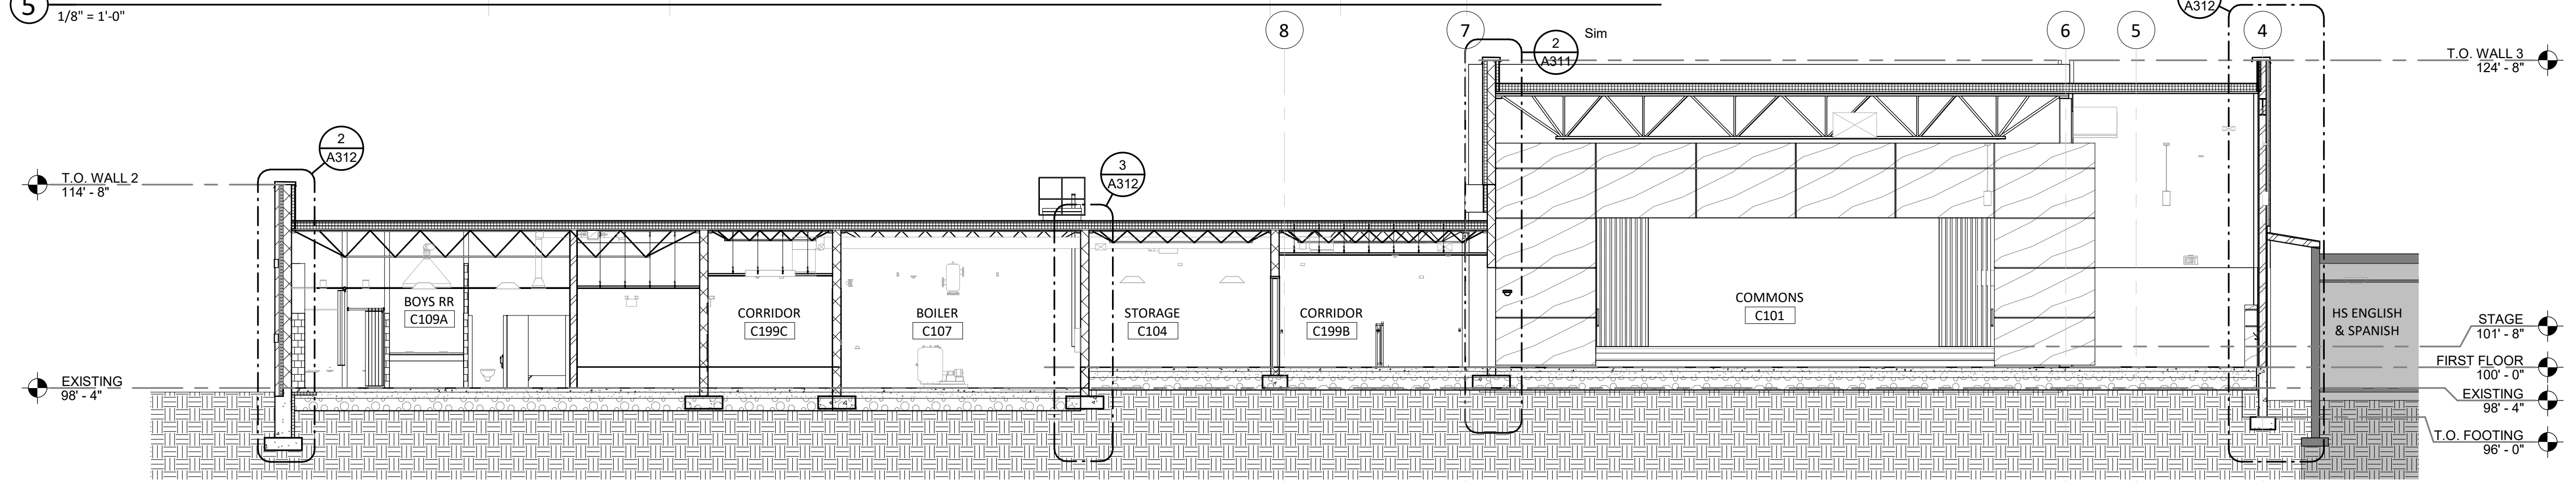 5
1/8" = 1'-0"
A312
8
7
2
A311
Sim
6
5
4
T.O. WALL 3
124' - 8"
2
A312
3
A312
T.O. WALL 2
114' - 8"
BOYS RR
C109A
CORRIDOR
C199C
BOILER
C107
STORAGE
C104
CORRIDOR
C199B
COMMONS
C101
HS ENGLISH
& SPANISH
STAGE
101' - 8"
FIRST FLOOR
100' - 0"
EXISTING
98' - 4"
EXISTING
98' - 4"
T.O. FOOTING
96' - 0"